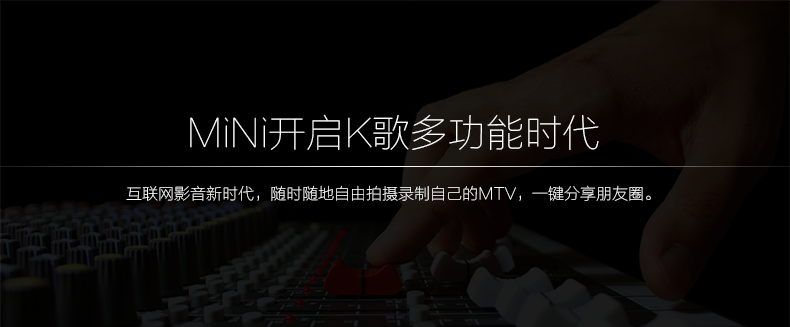 MiNi开启K歌多功能时代
互联网影音新时代，随时随地自由拍摄录制自己的MTV，一键分享朋友圈。